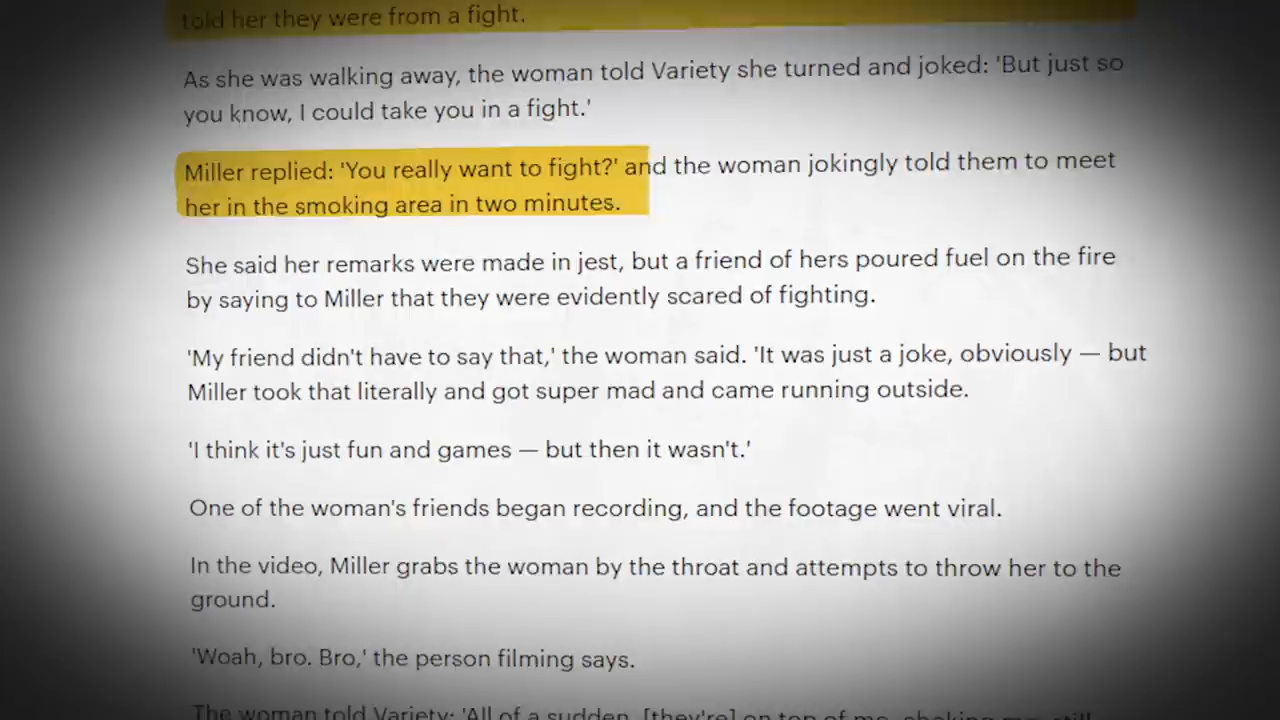 told her they were from a fight.
As she was walking away, the woman told Variety she turned and joked: 'But just so
you know, I could take you in a fight.'
Miller replied: 'You really want to fight?' and the woman jokingly told them to meet
her in the smoking area in two minutes.
She said her remarks were made in jest, but a friend of hers poured fuel on the fire
by saying to Miller that they were evidently scared of fighting.
'My friend didn't have to say that,' the woman said. 'It was just a joke, obviously — but
Miller took that literally and got super mad and came running outside.
'I think it's just fun and games — but then it wasn't.'
One of the woman's friends began recording, and the footage went viral.
In the video, Miller grabs the woman by the throat and attempts to throw her to the
ground.
'Woah, bro. Bro,' the person filming says.
The woman told Variety: 'All of a sudden, [they're] on top of me, choking me, still